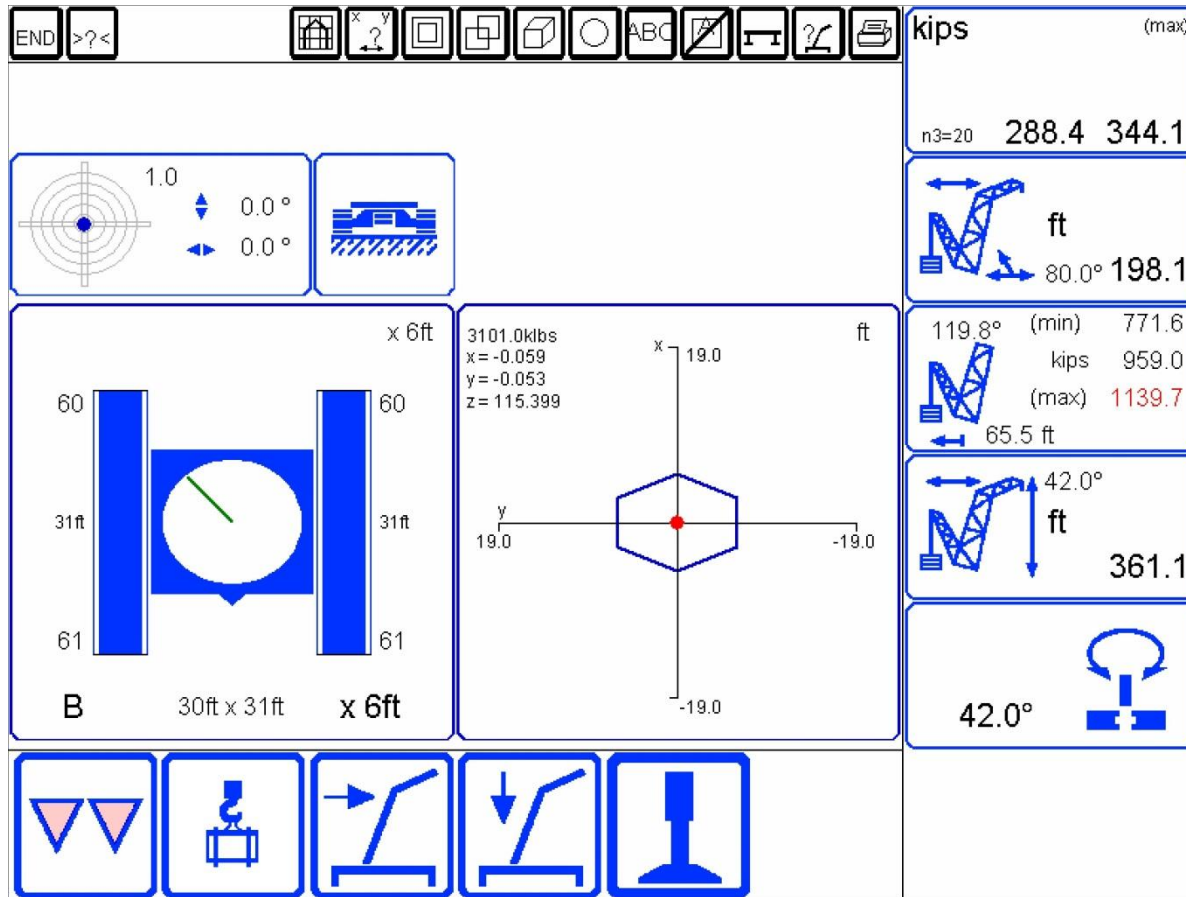 END >?< x y ? ABC A ?
kips (max)
n3=20 288.4 344.1
1.0
0.0 °
0.0 °
ft
80.0° 198.1
119.8° (min) 771.6
kips 959.0
(max) 1139.7
65.5 ft
42.0°
ft
361.1
42.0°
x 6ft
60 60
31ft 31ft
61 61
B 30ft x 31ft x 6ft
3101.0klbs ft
x = -0.059
y = -0.053
z = 115.399
x 19.0
y
19.0 -19.0
-19.0